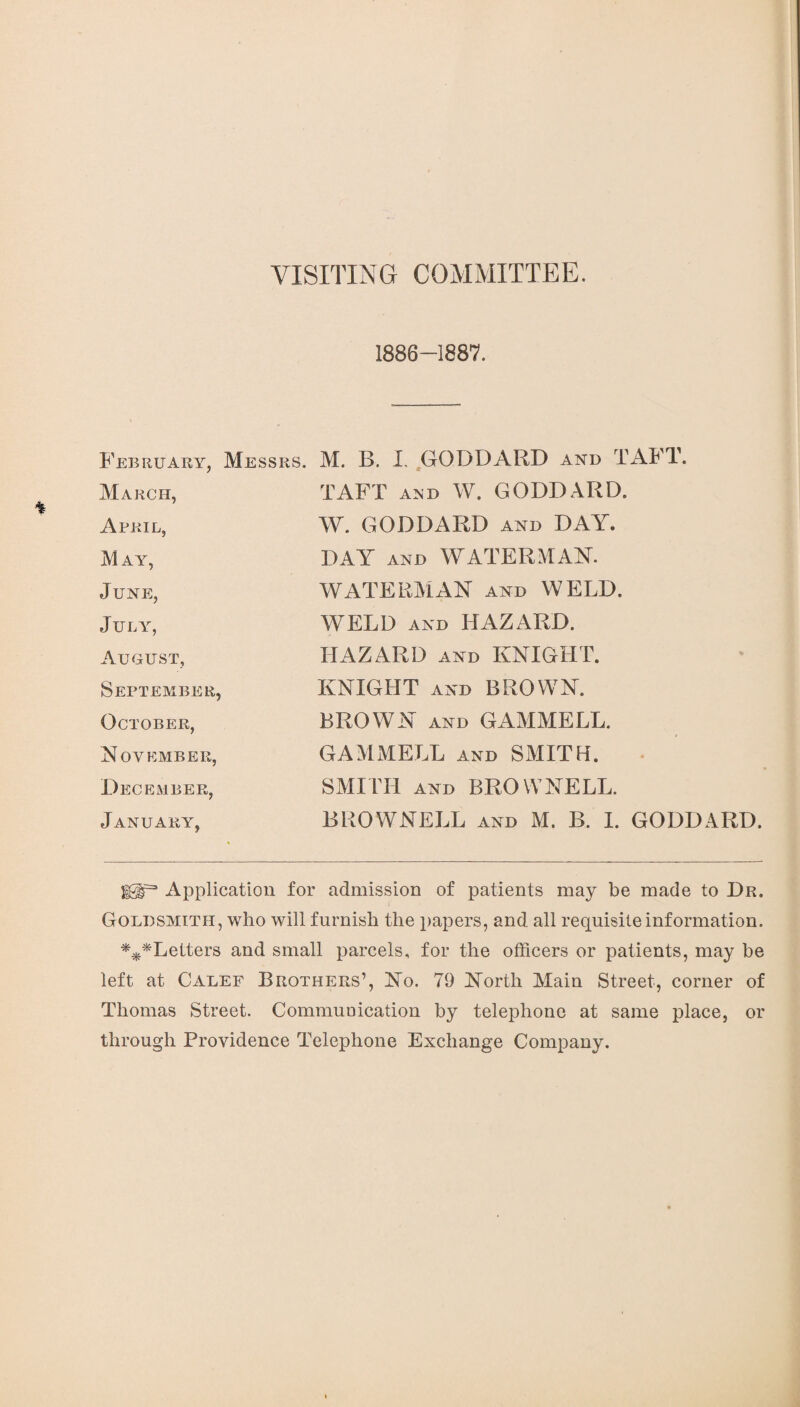 VISITING COMMITTEE.
1886-1887.
FEBRUARY, MESSRS. M. B. I. GODDARD AND TAFT.
MARCH, TAFT AND W. GODDARD.
APRIL, W. GODDARD AND DAY.
MAY, DAY AND WATERMAN.
JUNE, WATERMAN AND WELD.
JULY, WELD AND HAZARD.
AUGUST, HAZARD AND KNIGHT.
SEPTEMBER, KNIGHT AND BROWN.
OCTOBER, BROWN AND GAMMELL.
NOVEMBER, GAMMELL AND SMITH.
DECEMBER, SMITH AND BROWNELL.
JANUARY, BROWNELL AND M. B. I. GODDARD.
☞ Application for admission of patients may be made to DR.
GOLDSMITH, who will furnish the papers, and all requisite information.
*⁎*Letters and small parcels, for the officers or patients, may be
left at CALEF BROTHERS', No. 79 North Main Street, corner of
Thomas Street. Communication by telephone at same place, or
through Providence Telephone Exchange Company.